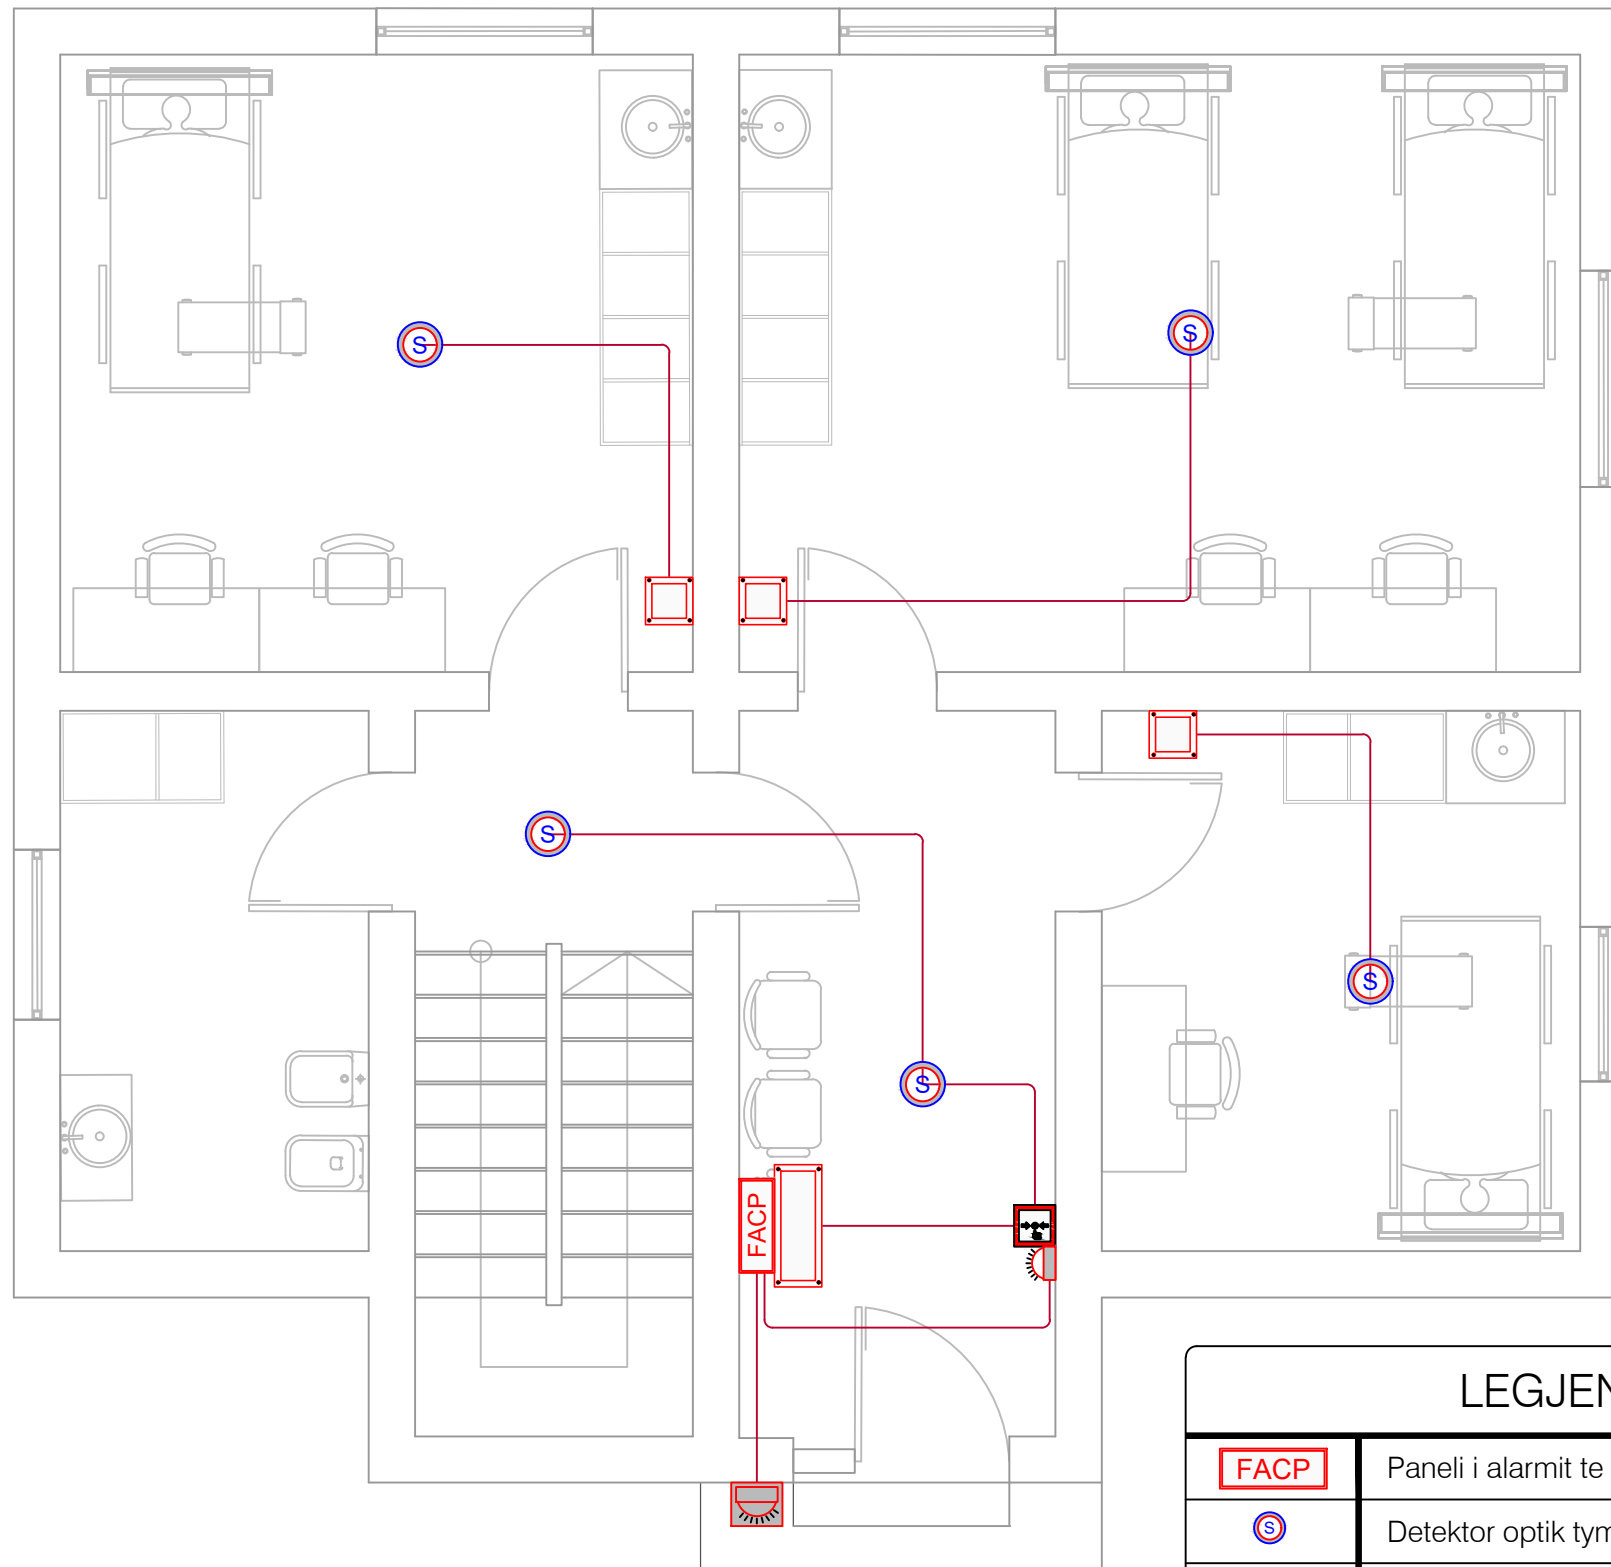 S
S
S
S
S
FACP
LEGJEN
FACP
Paneli i alarmit te
S
Detektor optik tym